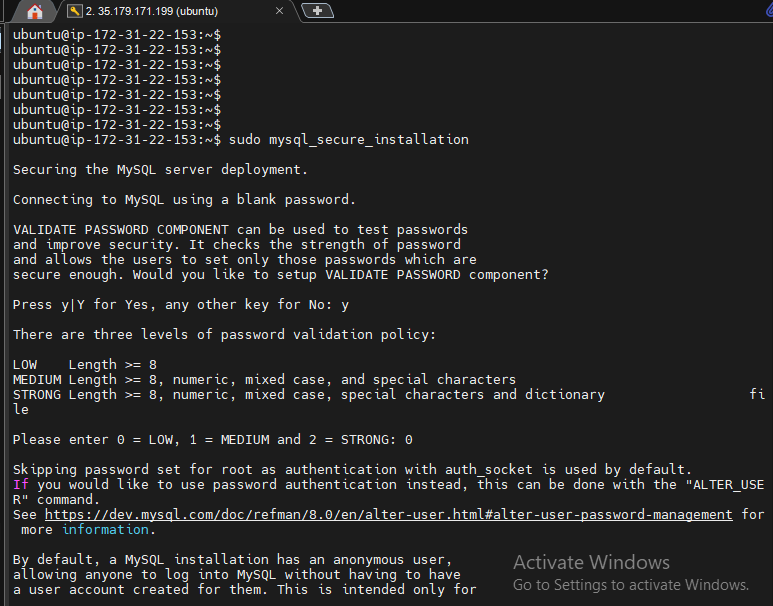 2. 35.179.171.199 (ubuntu)
ubuntu@ip-172-31-22-153:~$
ubuntu@ip-172-31-22-153:~$
ubuntu@ip-172-31-22-153:~$
ubuntu@ip-172-31-22-153:~$
ubuntu@ip-172-31-22-153:~$
ubuntu@ip-172-31-22-153:~$
ubuntu@ip-172-31-22-153:~$
ubuntu@ip-172-31-22-153:~$ sudo mysql_secure_installation
Securing the MySQL server deployment.
Connecting to MySQL using a blank password.
VALIDATE PASSWORD COMPONENT can be used to test passwords
and improve security. It checks the strength of password
and allows the users to set only those passwords which are
secure enough. Would you like to setup VALIDATE PASSWORD component?
Press y|Y for Yes, any other key for No: y
There are three levels of password validation policy:
LOW    Length >= 8
MEDIUM Length >= 8, numeric, mixed case, and special characters
STRONG Length >= 8, numeric, mixed case, special characters and dictionary                  fi
le
Please enter 0 = LOW, 1 = MEDIUM and 2 = STRONG: 0
Skipping password set for root as authentication with auth_socket is used by default.
If you would like to use password authentication instead, this can be done with the "ALTER_USE
R" command.
See https://dev.mysql.com/doc/refman/8.0/en/alter-user.html#alter-user-password-management for
 more information.
By default, a MySQL installation has an anonymous user,
allowing anyone to log into MySQL without having to have
a user account created for them. This is intended only for
Activate Windows
Go to Settings to activate Windows.